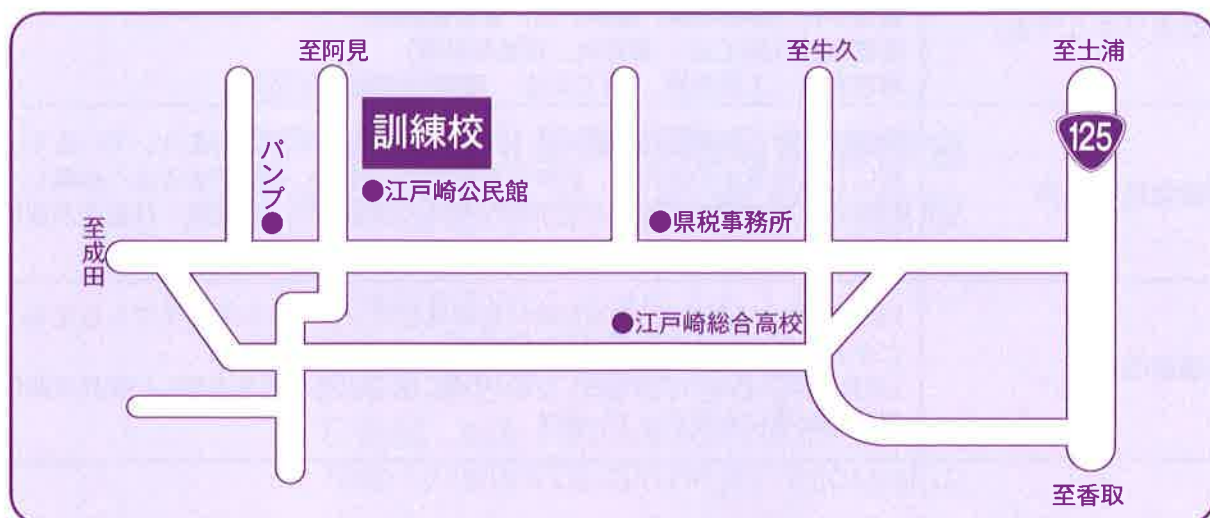 至阿見
至牛久
至土浦
訓練校
125
パンプ
●江戸崎公民館
●県税事務所
至成田
●江戸崎総合高校
至香取